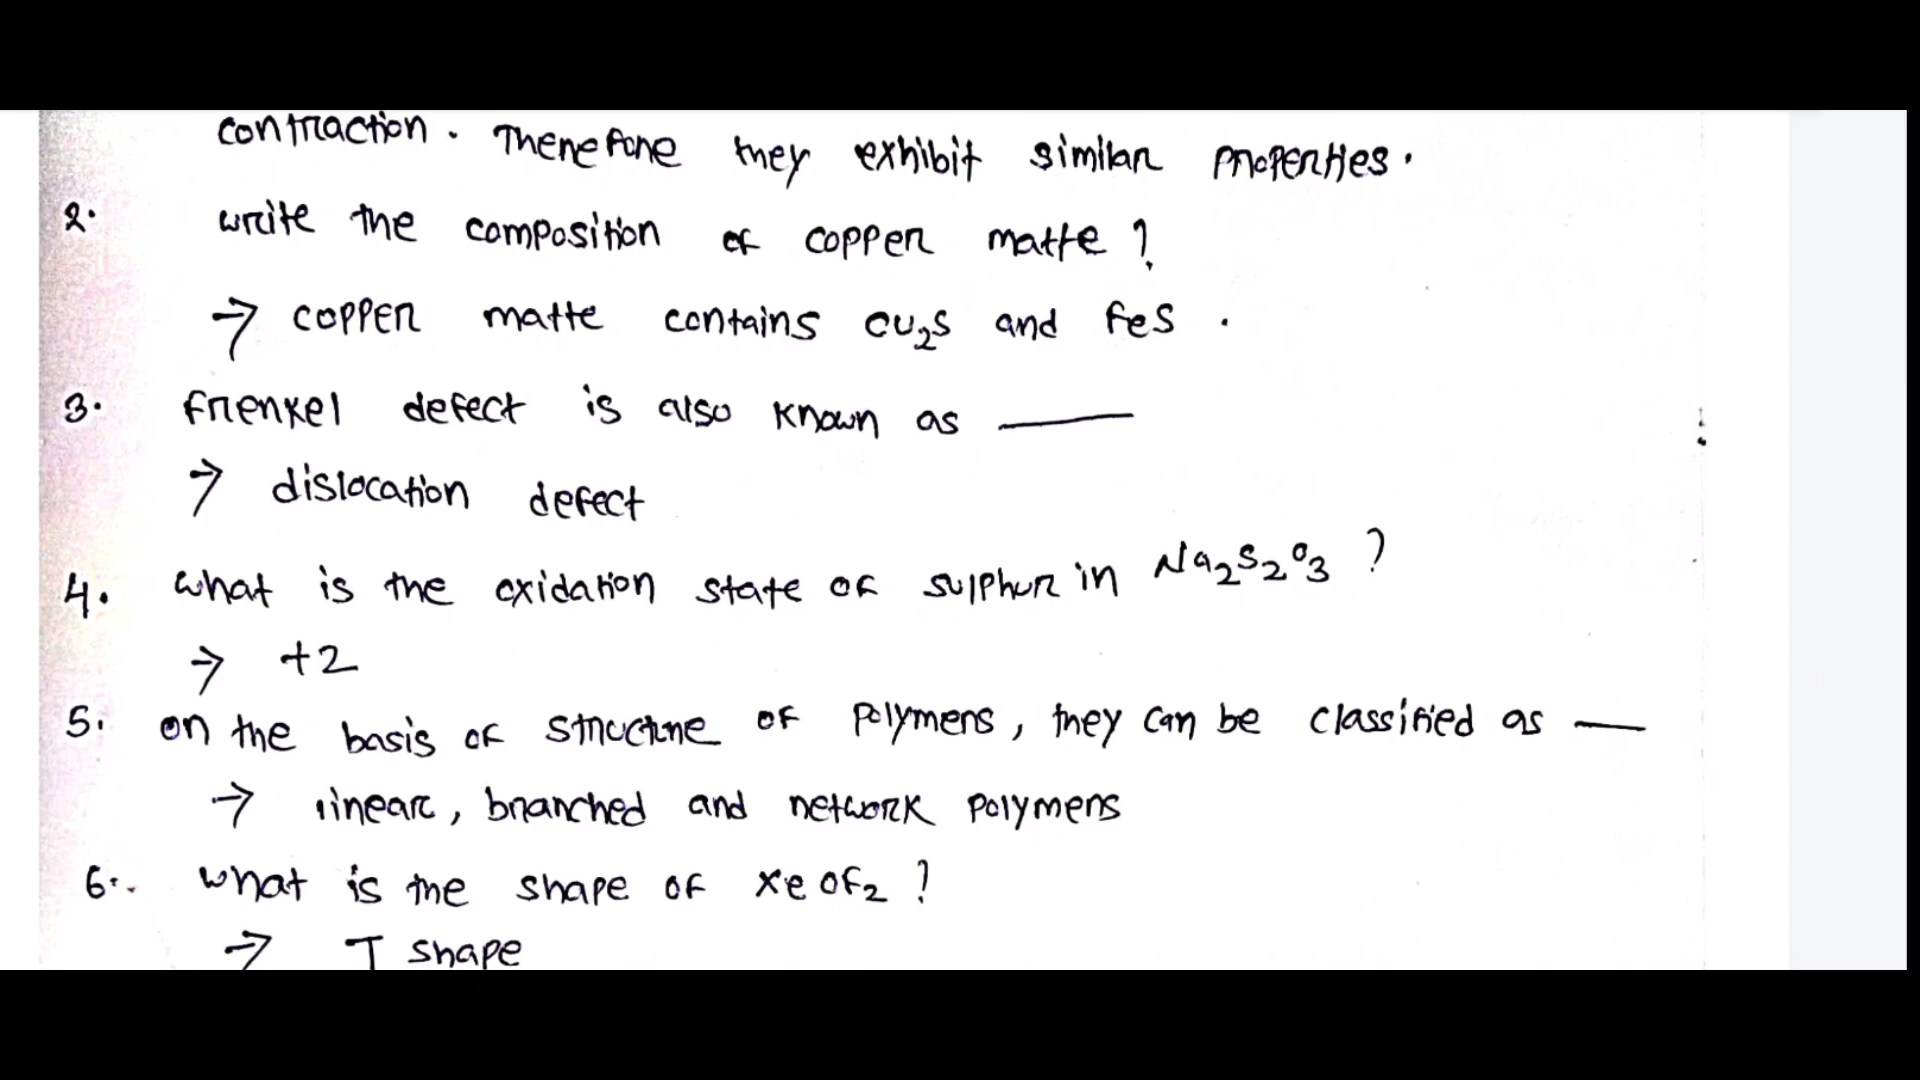 contraction. Therefore they exhibit similar properties.
2. write the composition of copper matte?
→ copper matte contains Cu₂S and FeS.
3. Frenkel defect is also known as ___
→ dislocation defect
4. What is the oxidation state of sulphur in Na₂S₂O₃?
→ +2
5. on the basis of structure of polymers, they can be classified as __
→ linear, branched and network polymers
6. What is the shape of XeOF₂?
→ T shape